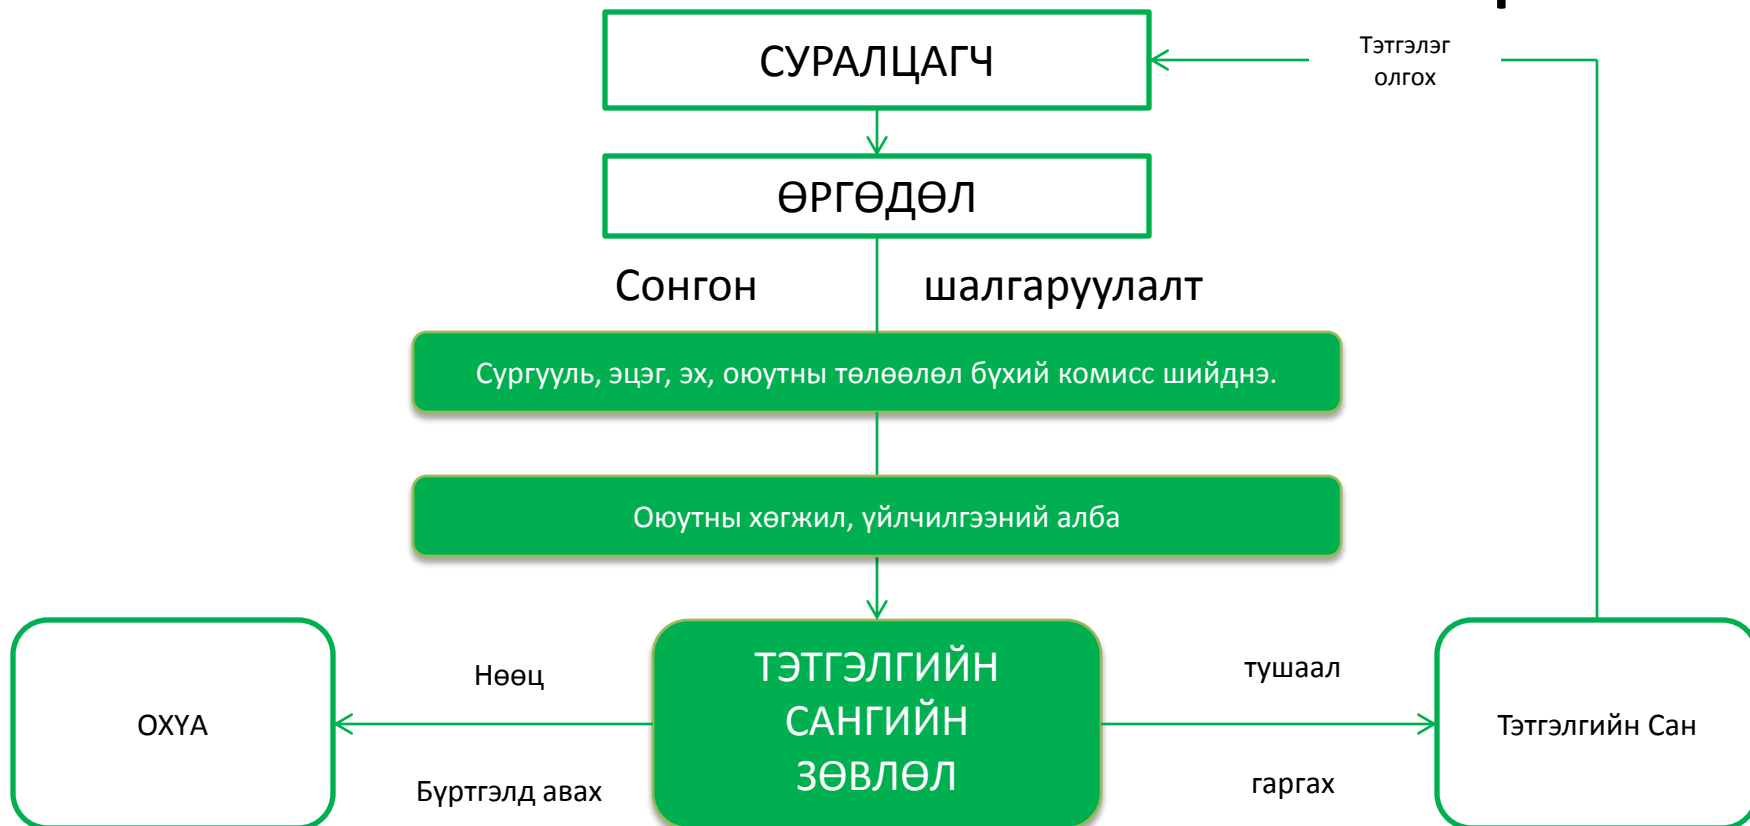 СУРАЛЦАГЧ
Тэтгэлэг
олгох
ӨРГӨДӨЛ
Сонгон шалгаруулалт
Сургууль, эцэг, эх, оюутны төлөөлөл бүхий комисс шийднэ.
Оюутны хөгжил, үйлчилгээний алба
ТЭТГЭЛГИЙН
САНГИЙН
ЗӨВЛӨЛ
Нөөц
Бүртгэлд авах
ОХҮА
тушаал
гаргах
Тэтгэлгийн Сан